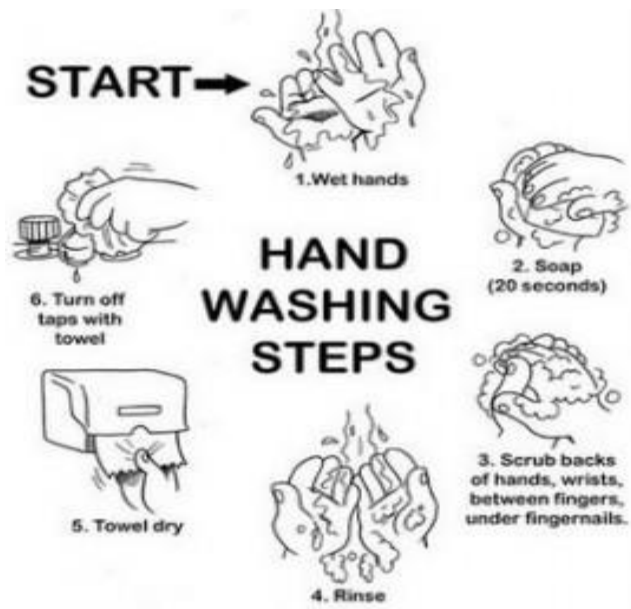 START
1.Wet hands
2. Soap
(20 seconds)
3. Scrub backs
of hands, wrists,
between fingers,
under fingernails.
4. Rinse
5. Towel dry
6. Turn off
taps with
towel
HAND
WASHING
STEPS